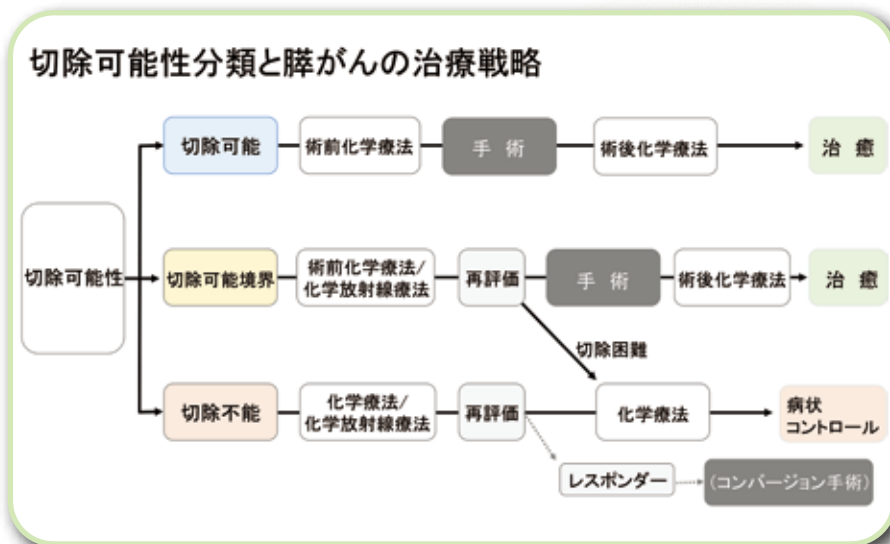 切除可能性分類と膵がんの治療戦略
切除可能
術前化学療法
手 術
術後化学療法
治 癒
切除可能性
切除可能境界
術前化学療法/
化学放射線療法
再評価
手 術
術後化学療法
治 癒
切除困難
切除不能
化学療法/
化学放射線療法
再評価
化学療法
病状
コントロール
レスポンダー
(コンバージョン手術)